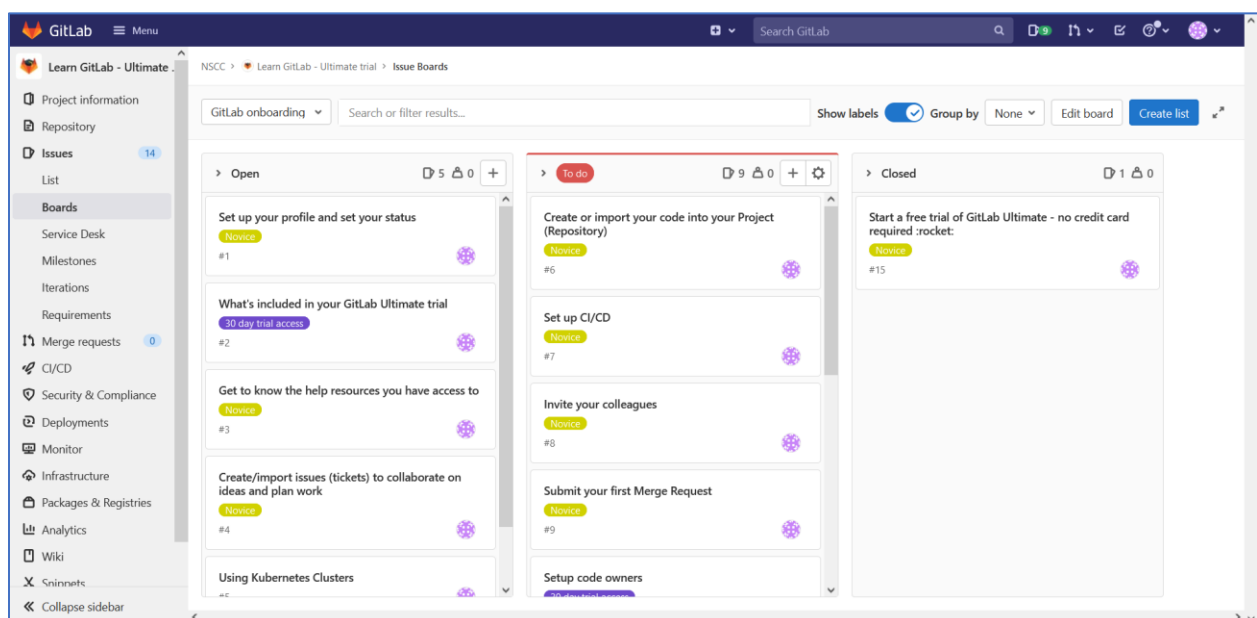 GitLab Menu Search GitLab 9
Learn GitLab - Ultimate .
Project information
Repository
Issues 14
List
Boards
Service Desk
Milestones
Iterations
Requirements
Merge requests 0
CI/CD
Security & Compliance
Deployments
Monitor
Infrastructure
Packages & Registries
Analytics
Wiki
Snippets
Collapse sidebar
NSCC > Learn GitLab - Ultimate trial > Issue Boards
GitLab onboarding Search or filter results... Show labels Group by None Edit board Create list
> Open 5 0 +
Set up your profile and set your status
Novice
#1
What's included in your GitLab Ultimate trial
30 day trial access
#2
Get to know the help resources you have access to
Novice
#3
Create/import issues (tickets) to collaborate on
ideas and plan work
Novice
#4
Using Kubernetes Clusters
#5
> To do 9 0 +
Create or import your code into your Project
(Repository)
Novice
#6
Set up CI/CD
Novice
#7
Invite your colleagues
Novice
#8
Submit your first Merge Request
Novice
#9
Setup code owners
30 day trial access
> Closed 1 0
Start a free trial of GitLab Ultimate - no credit card
required :rocket:
Novice
#15